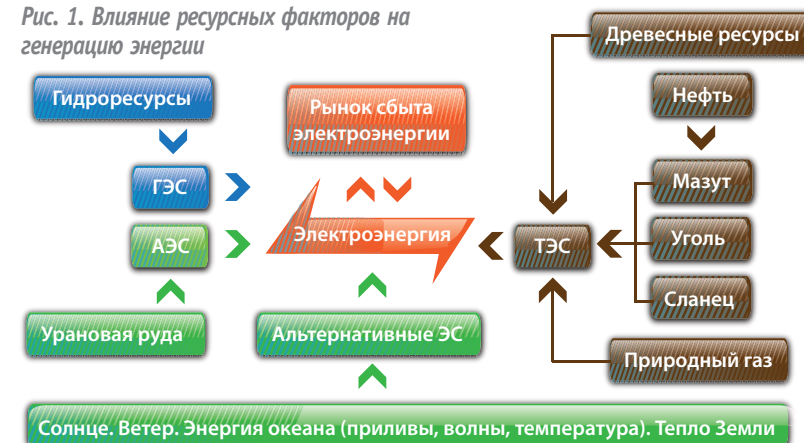 Рис. 1. Влияние ресурсных факторов на
генерацию энергии
Древесные ресурсы
Гидроресурсы
Рынок сбыта
электроэнергии
Нефть
ГЭС
Мазут
Электроэнергия
АЭС
ТЭС
Уголь
Сланец
Урановая руда
Альтернативные ЭС
Природный газ
Солнце. Ветер. Энергия океана (приливы, волны, температура). Тепло Земли